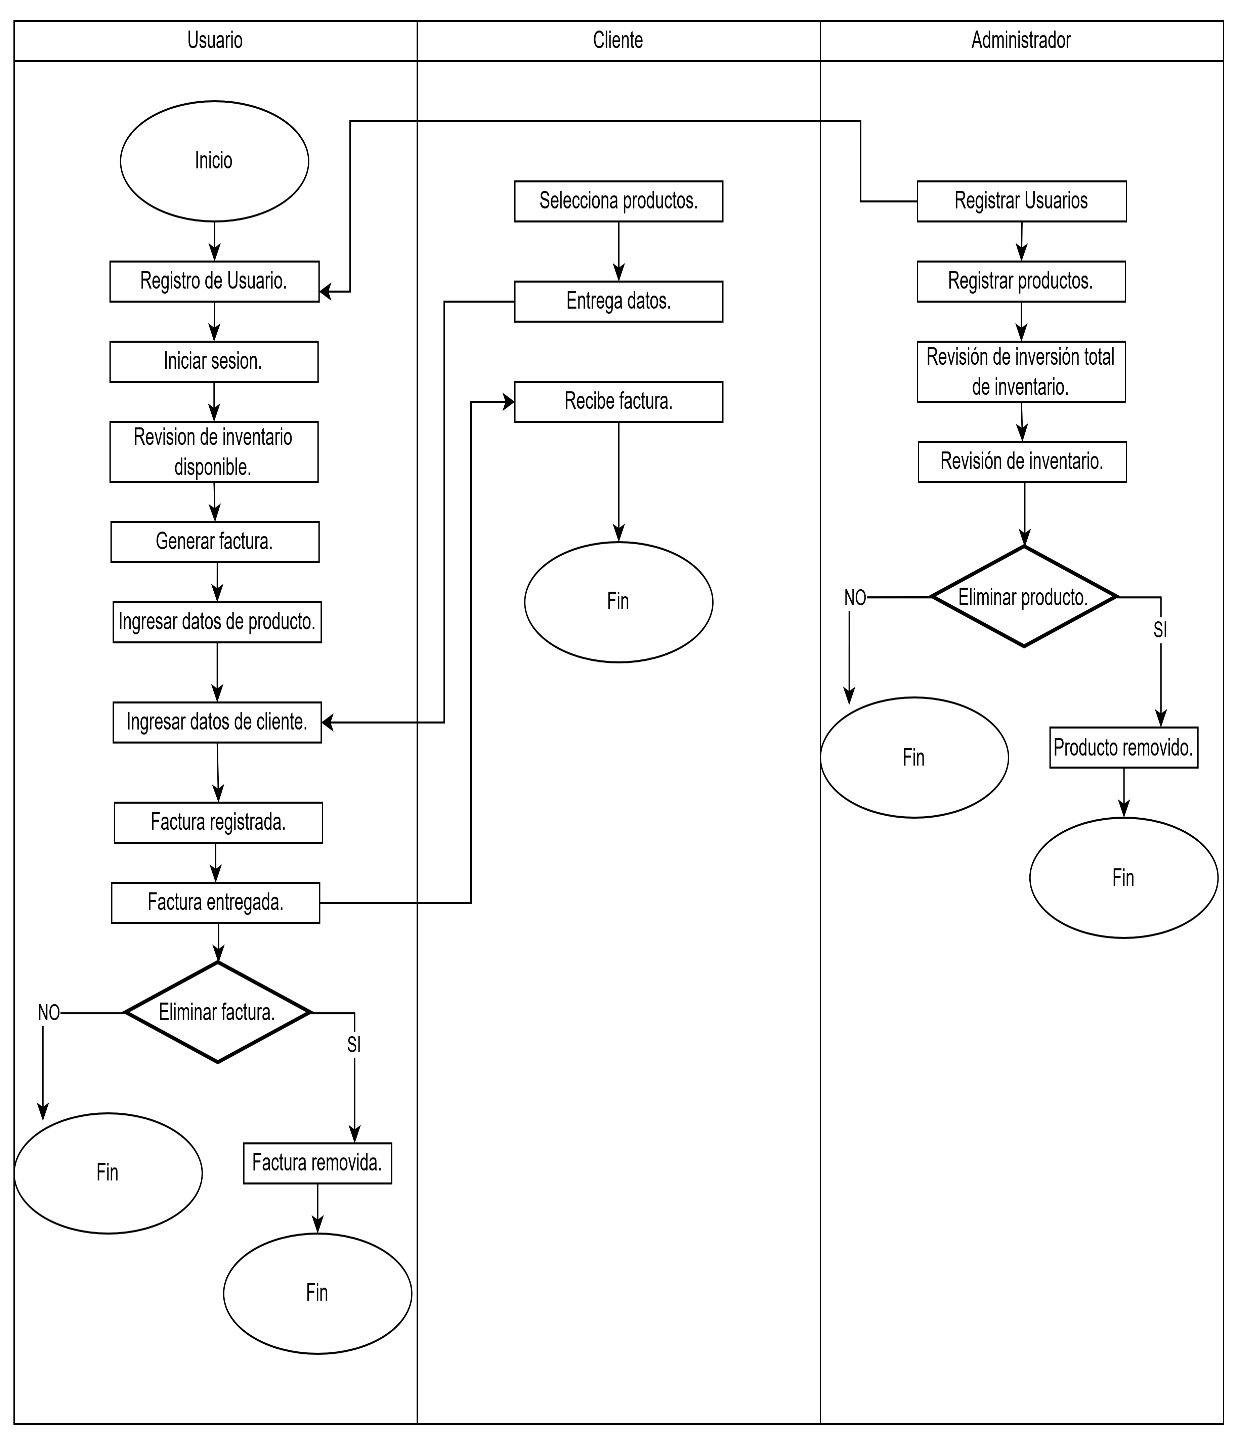 Usuario
Cliente
Administrador
Inicio
Registro de Usuario.
Iniciar sesion.
Revision de inventario
disponible.
Generar factura.
Ingresar datos de producto.
Ingresar datos de cliente.
Factura registrada.
Factura entregada.
Eliminar factura.
NO
SI
Fin
Factura removida.
Fin
Selecciona productos.
Entrega datos.
Recibe factura.
Fin
Registrar Usuarios
Registrar productos.
Revisión de inversión total
de inventario.
Revisión de inventario.
Eliminar producto.
NO
SI
Fin
Producto removido.
Fin